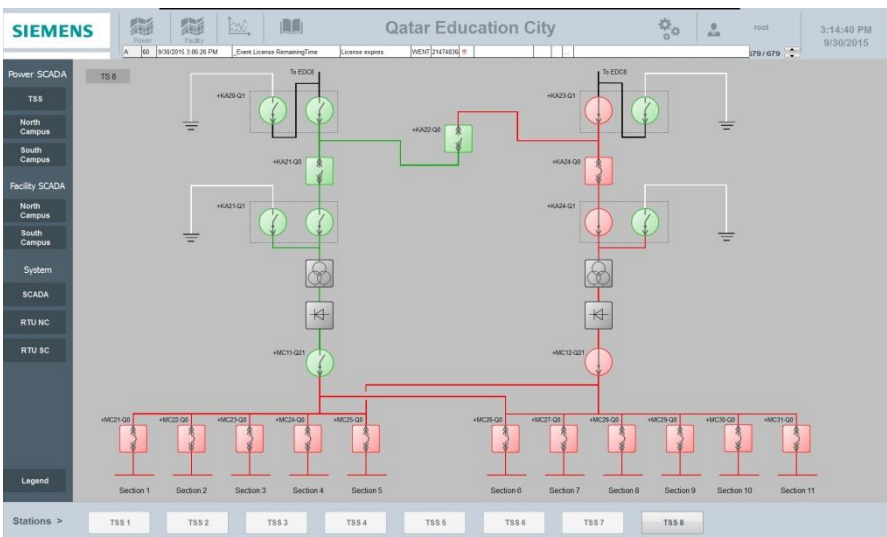 SIEMENS
Power
Facility
Qatar Education City
root
3:14:40 PM
9/30/2015
A 60 9/30/2015 3:06:26 PM _Event.License.RemainingTime License expires WENT 21474836 !!! ...
679 / 679
Power SCADA
TSS
North
Campus
South
Campus
Facility SCADA
North
Campus
South
Campus
System
SCADA
RTU NC
RTU SC
Legend
TS 8
To EDC8
To EDC8
+KA20-Q1
+KA23-Q1
+KA22-Q0
+KA21-Q0
+KA24-Q0
+KA21-Q1
+KA24-Q1
+MC11-Q21
+MC12-Q21
+MC21-Q0 +MC22-Q0 +MC23-Q0 +MC24-Q0 +MC25-Q0 +MC26-Q0 +MC27-Q0 +MC28-Q0 +MC29-Q0 +MC30-Q0 +MC31-Q0
Section 1 Section 2 Section 3 Section 4 Section 5 Section 6 Section 7 Section 8 Section 9 Section 10 Section 11
Stations > TSS 1 TSS 2 TSS 3 TSS 4 TSS 5 TSS 6 TSS 7 TSS 8